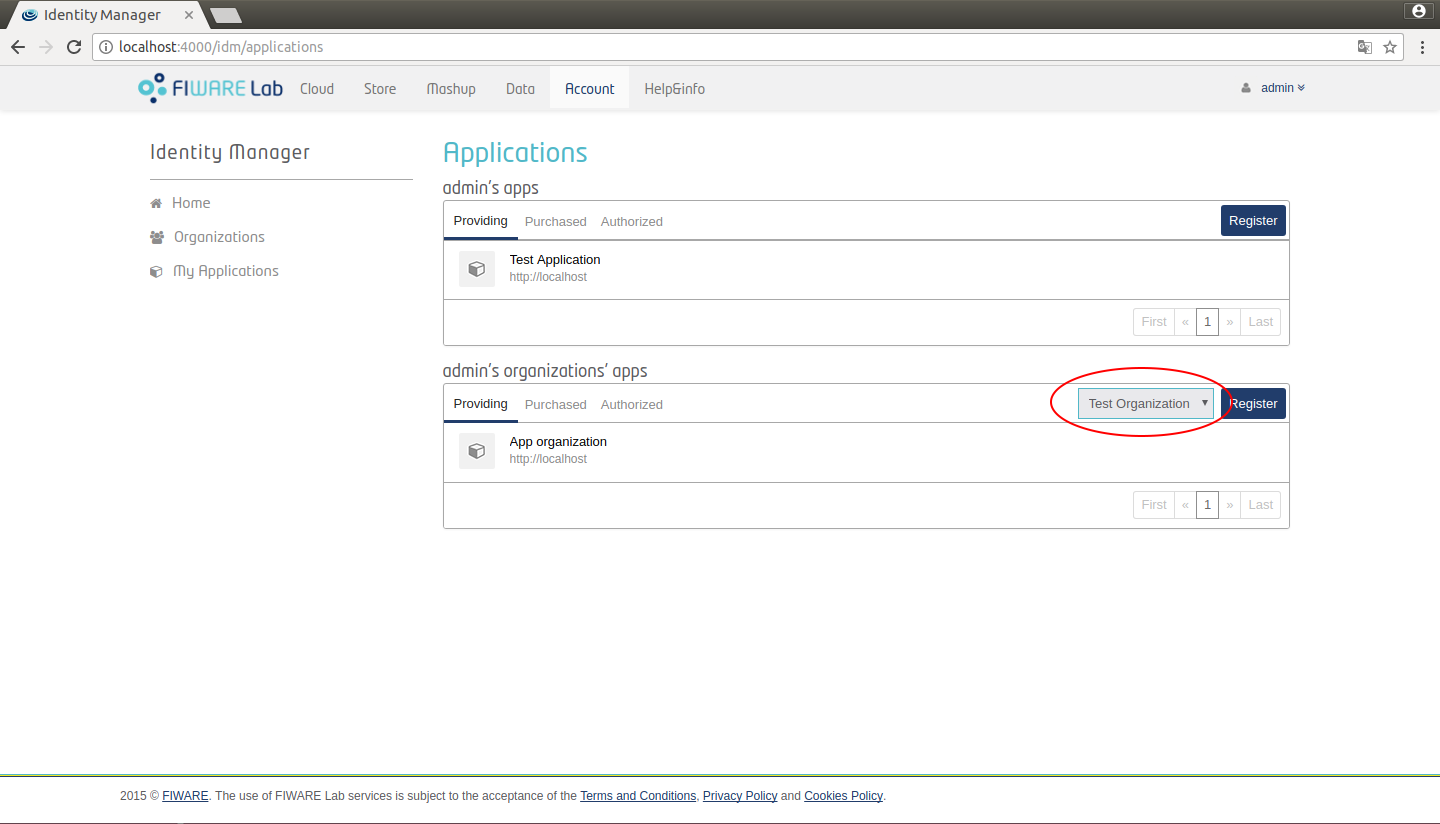 Identity Manager
localhost:4000/idm/applications
FIWARE Lab Cloud Store Mashup Data Account Help&info admin
Identity Manager
Home
Organizations
My Applications
Applications
admin's apps
Providing Purchased Authorized Register
Test Application
http://localhost
First « 1 » Last
admin's organizations' apps
Providing Purchased Authorized Test Organization Register
App organization
http://localhost
First « 1 » Last
2015 © FIWARE. The use of FIWARE Lab services is subject to the acceptance of the Terms and Conditions, Privacy Policy and Cookies Policy.